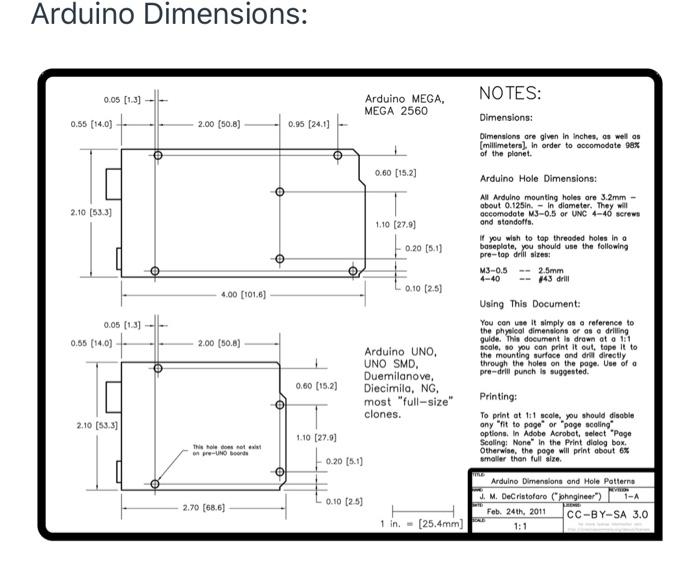 Arduino Dimensions:
0.05 [1.3]
0.55 [14.0]
2.00 [50.8]
0.95 [24.1]
Arduino MEGA,
MEGA 2560
0.60 [15.2]
2.10 [53.3]
1.10 [27.9]
0.20 [5.1]
0.10 [2.5]
4.00 [101.6]
0.05 [1.3]
0.55 [14.0]
2.00 [50.8]
Arduino UNO,
UNO SMD,
Duemilanove,
Diecimila, NG,
most "full-size"
clones.
0.60 [15.2]
2.10 [53.3]
This hole does not exist
on pre-UNO boards
1.10 [27.9]
0.20 [5.1]
0.10 [2.5]
2.70 [68.6]
1 in. = [25.4mm]
NOTES:
Dimensions:
Dimensions are given in inches, as well as
[millimeters], in order to accomodate 98%
of the planet.
Arduino Hole Dimensions:
All Arduino mounting holes are 3.2mm -
about 0.125in. - in diameter. They will
accomodate M3-0.5 or UNC 4-40 screws
and standoffs.
If you wish to tap threaded holes in a
baseplate, you should use the following
pre-tap drill sizes:
M3-0.5 -- 2.5mm
4-40 -- #43 drill
Using This Document:
You can use it simply as a reference to
the physical dimensions or as a drilling
guide. This document is drawn at a 1:1
scale, so you can print it out, tape it to
the mounting surface and drill directly
through the holes on the page. Use of a
pre-drill punch is suggested.
Printing:
To print at 1:1 scale, you should disable
any "fit to page" or "page scaling"
options. In Adobe Acrobat, select "Page
Scaling: None" in the Print dialog box.
Otherwise, the page will print about 6%
smaller than full size.
TITLE:
Arduino Dimensions and Hole Patterns
J. M. DeCristofaro ("johngineer")
REVISION:
1-A
DATE:
Feb. 24th, 2011
LICENSE:
CC-BY-SA 3.0
SCALE:
1:1